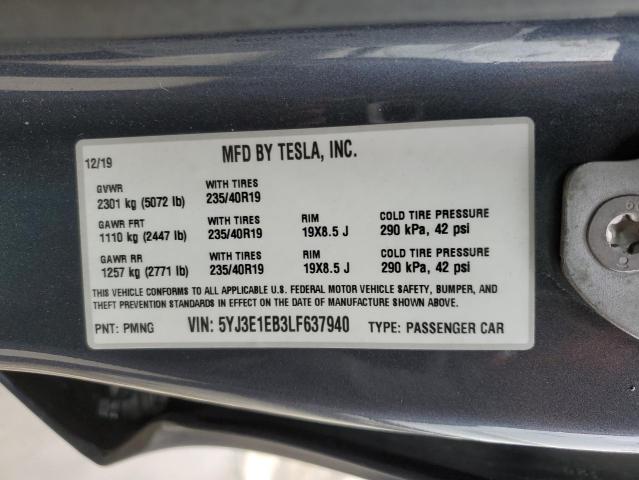 12/19 MFD BY TESLA, INC.
GVWR WITH TIRES
2301 kg (5072 lb) 235/40R19
GAWR FRT WITH TIRES RIM COLD TIRE PRESSURE
1110 kg (2447 lb) 235/40R19 19X8.5 J 290 kPa, 42 psi
GAWR RR WITH TIRES RIM COLD TIRE PRESSURE
1257 kg (2771 lb) 235/40R19 19X8.5 J 290 kPa, 42 psi
THIS VEHICLE CONFORMS TO ALL APPLICABLE U.S. FEDERAL MOTOR VEHICLE SAFETY, BUMPER, AND
THEFT PREVENTION STANDARDS IN EFFECT ON THE DATE OF MANUFACTURE SHOWN ABOVE.
PNT: PMNG VIN: 5YJ3E1EB3LF637940 TYPE: PASSENGER CAR